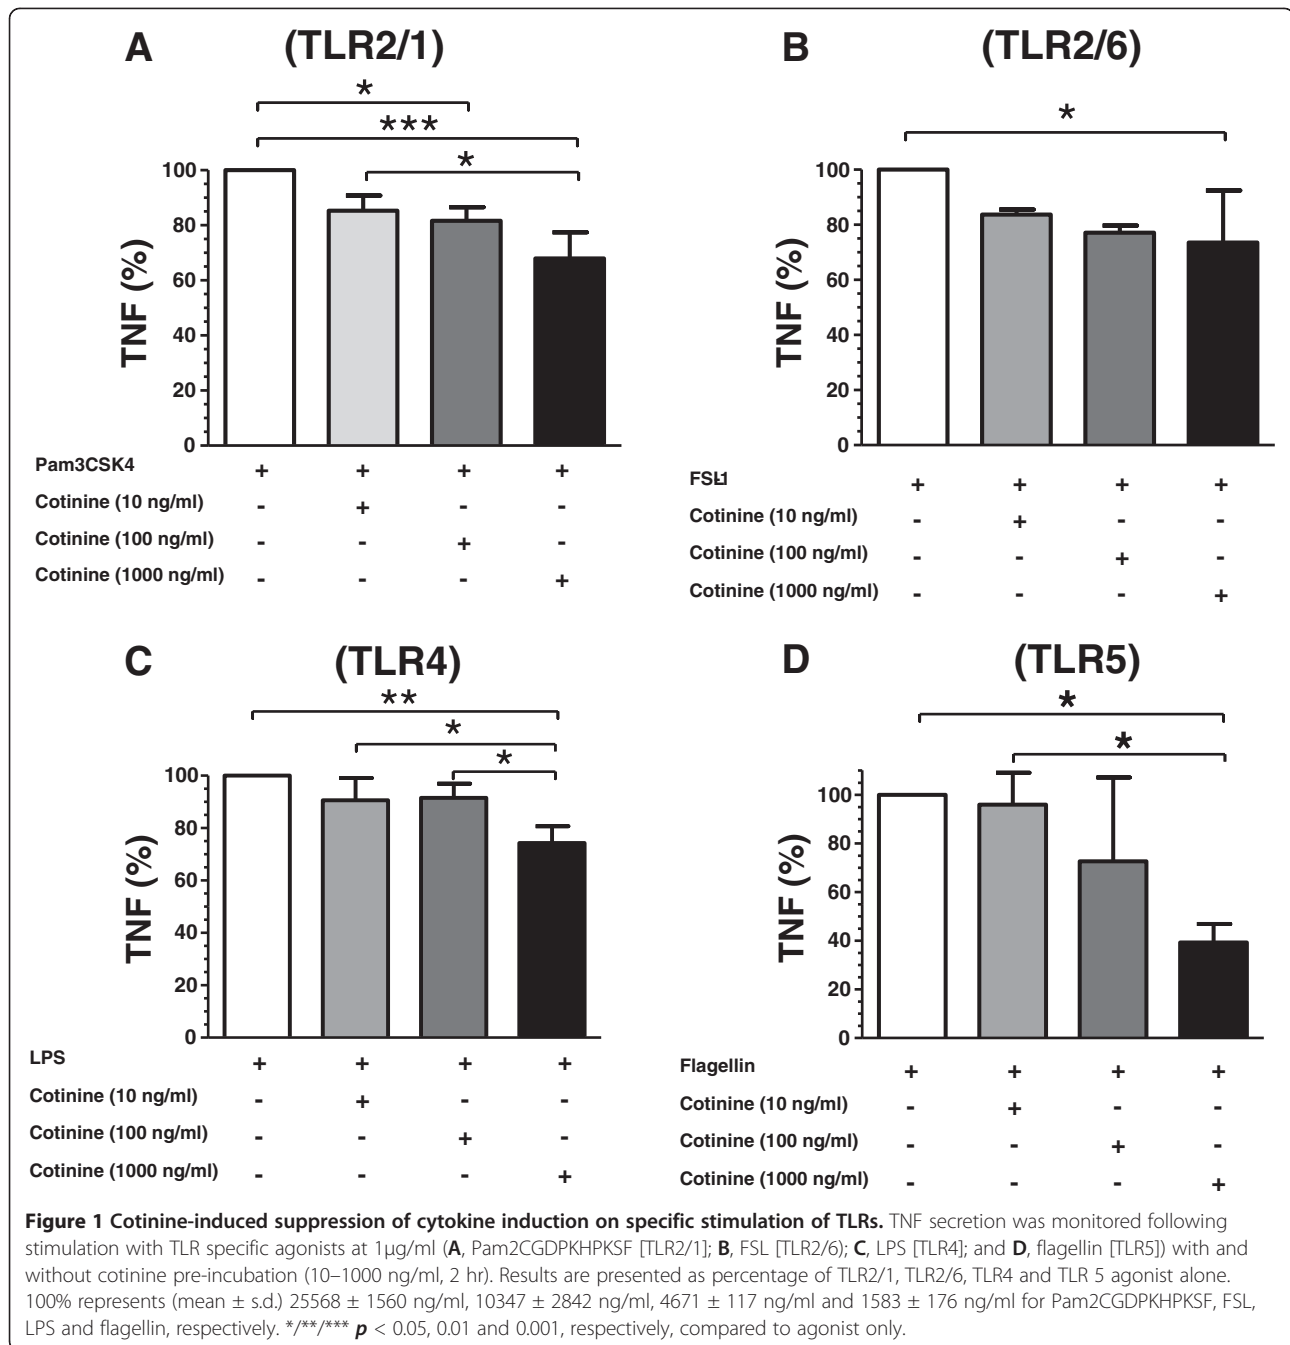 A (TLR2/1)
*
***
*
100
80
60
40
20
0
TNF (%)
Pam3CSK4 + + + +
Cotinine (10 ng/ml) - + - -
Cotinine (100 ng/ml) - - + -
Cotinine (1000 ng/ml) - - - +
B (TLR2/6)
*
100
80
60
40
20
0
TNF (%)
FSL-1 + + + +
Cotinine (10 ng/ml) - + - -
Cotinine (100 ng/ml) - - + -
Cotinine (1000 ng/ml) - - - +
C (TLR4)
**
*
*
100
80
60
40
20
0
TNF (%)
LPS + + + +
Cotinine (10 ng/ml) - + - -
Cotinine (100 ng/ml) - - + -
Cotinine (1000 ng/ml) - - - +
D (TLR5)
*
*
100
80
60
40
20
0
TNF (%)
Flagellin + + + +
Cotinine (10 ng/ml) - + - -
Cotinine (100 ng/ml) - - + -
Cotinine (1000 ng/ml) - - - +
Figure 1 Cotinine-induced suppression of cytokine induction on specific stimulation of TLRs. TNF secretion was monitored following
stimulation with TLR specific agonists at 1µg/ml (A, Pam2CGDPKHPKSF [TLR2/1]; B, FSL [TLR2/6); C, LPS [TLR4]; and D, flagellin [TLR5]) with and
without cotinine pre-incubation (10–1000 ng/ml, 2 hr). Results are presented as percentage of TLR2/1, TLR2/6, TLR4 and TLR 5 agonist alone.
100% represents (mean ± s.d.) 25568 ± 1560 ng/ml, 10347 ± 2842 ng/ml, 4671 ± 117 ng/ml and 1583 ± 176 ng/ml for Pam2CGDPKHPKSF, FSL,
LPS and flagellin, respectively. */**/*** p < 0.05, 0.01 and 0.001, respectively, compared to agonist only.